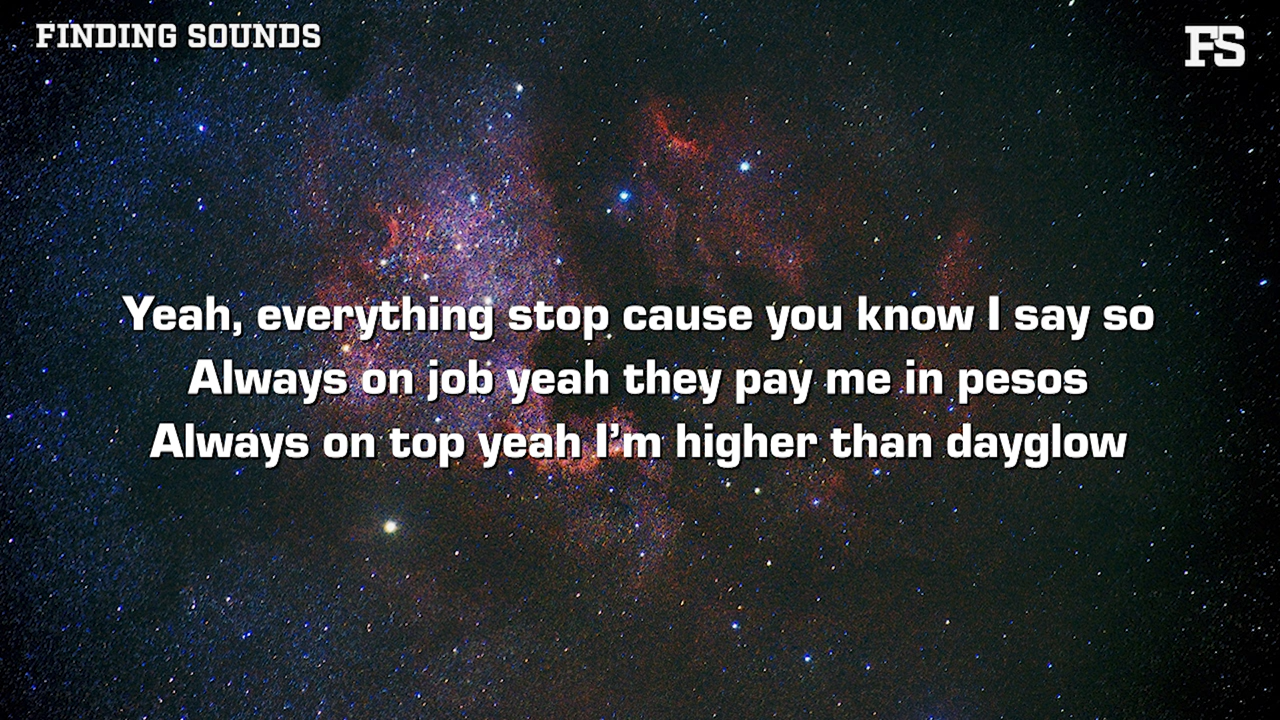 FINDING SOUNDS
FS
Yeah, everything stop cause you know I say so
Always on job yeah they pay me in pesos
Always on top yeah I'm higher than dayglow